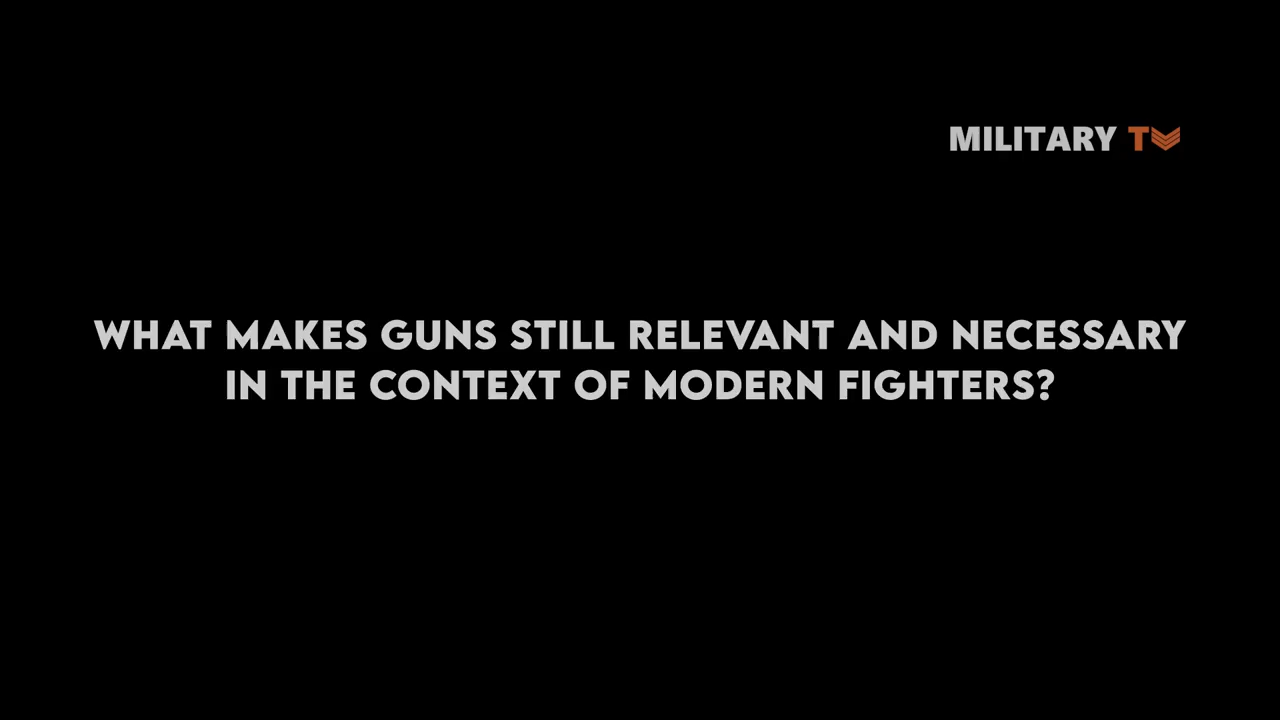 MILITARY TV
WHAT MAKES GUNS STILL RELEVANT AND NECESSARY
IN THE CONTEXT OF MODERN FIGHTERS?